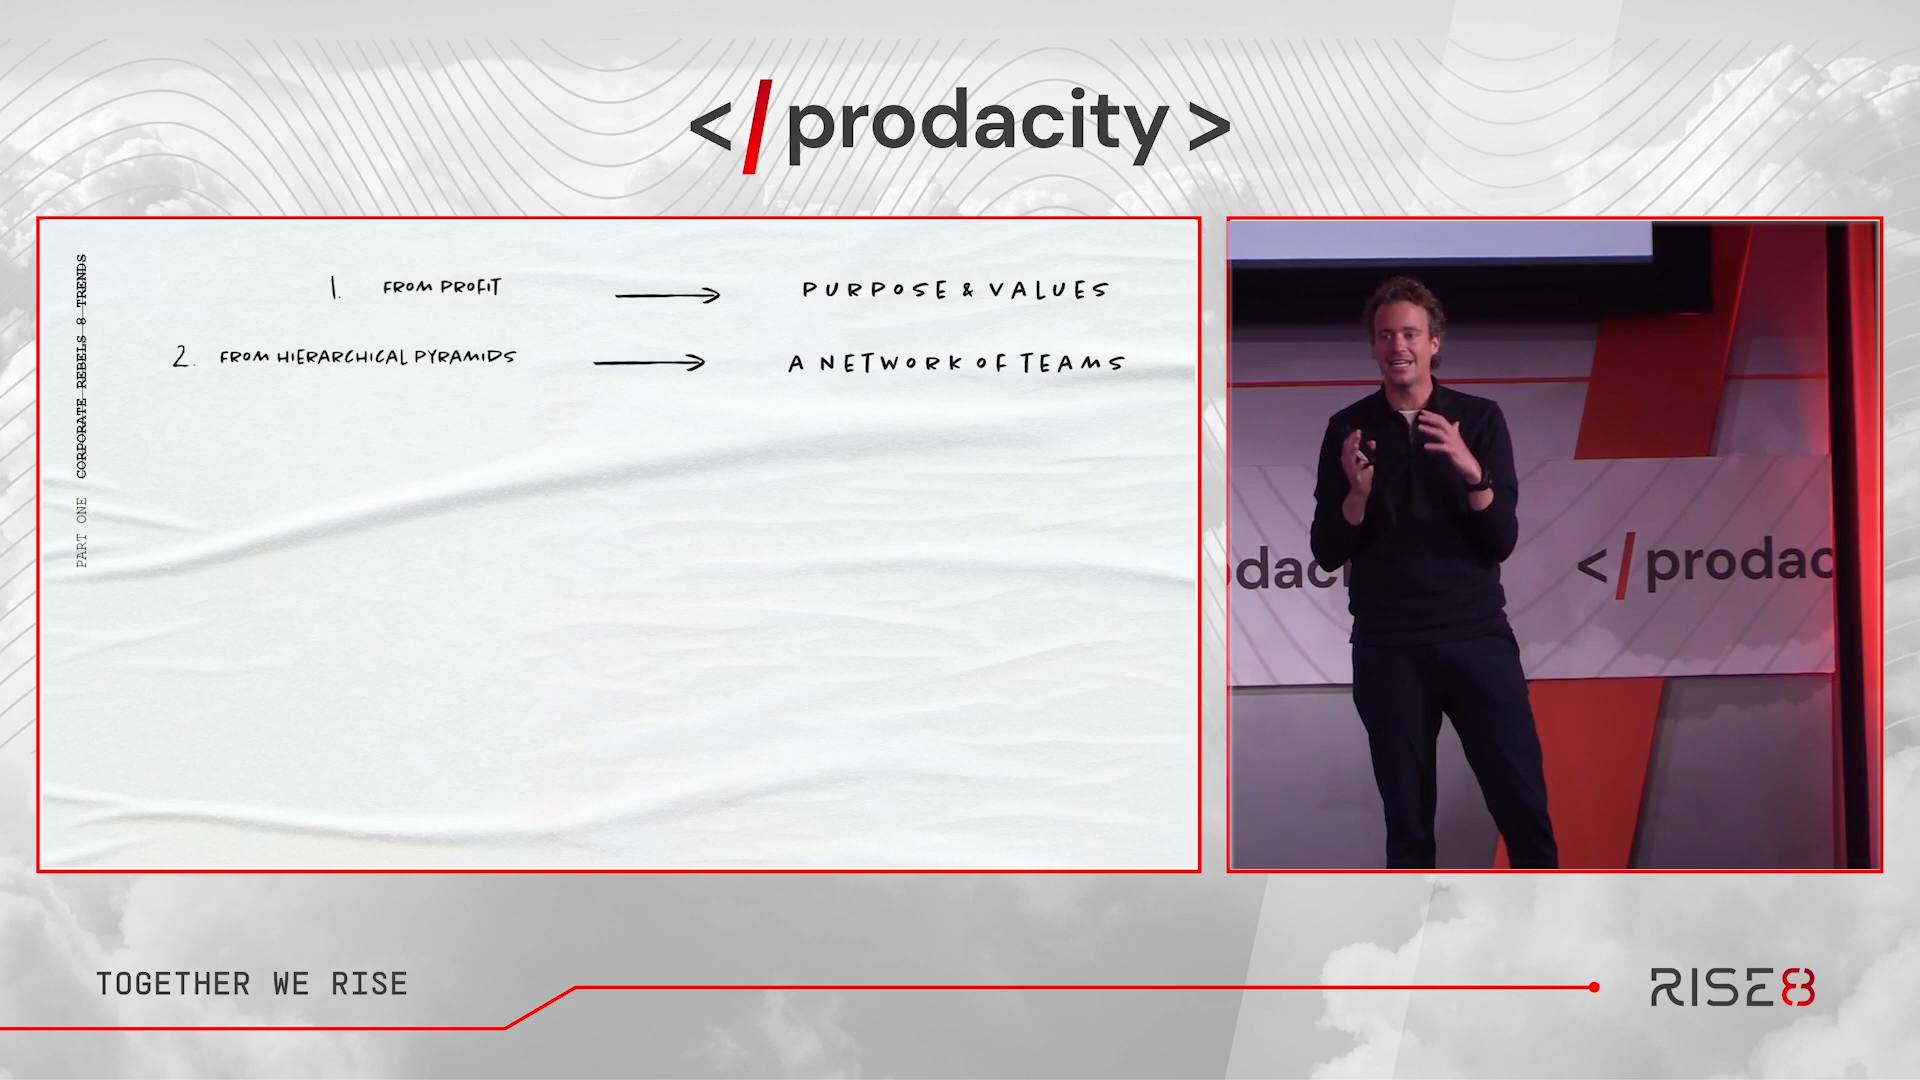 </prodacity>
PART ONE CORPORATE REBELS 8 TRENDS
1. FROM PROFIT → PURPOSE & VALUES
2. FROM HIERARCHICAL PYRAMIDS → A NETWORK OF TEAMS
daci
</prodac
TOGETHER WE RISE
RISE8